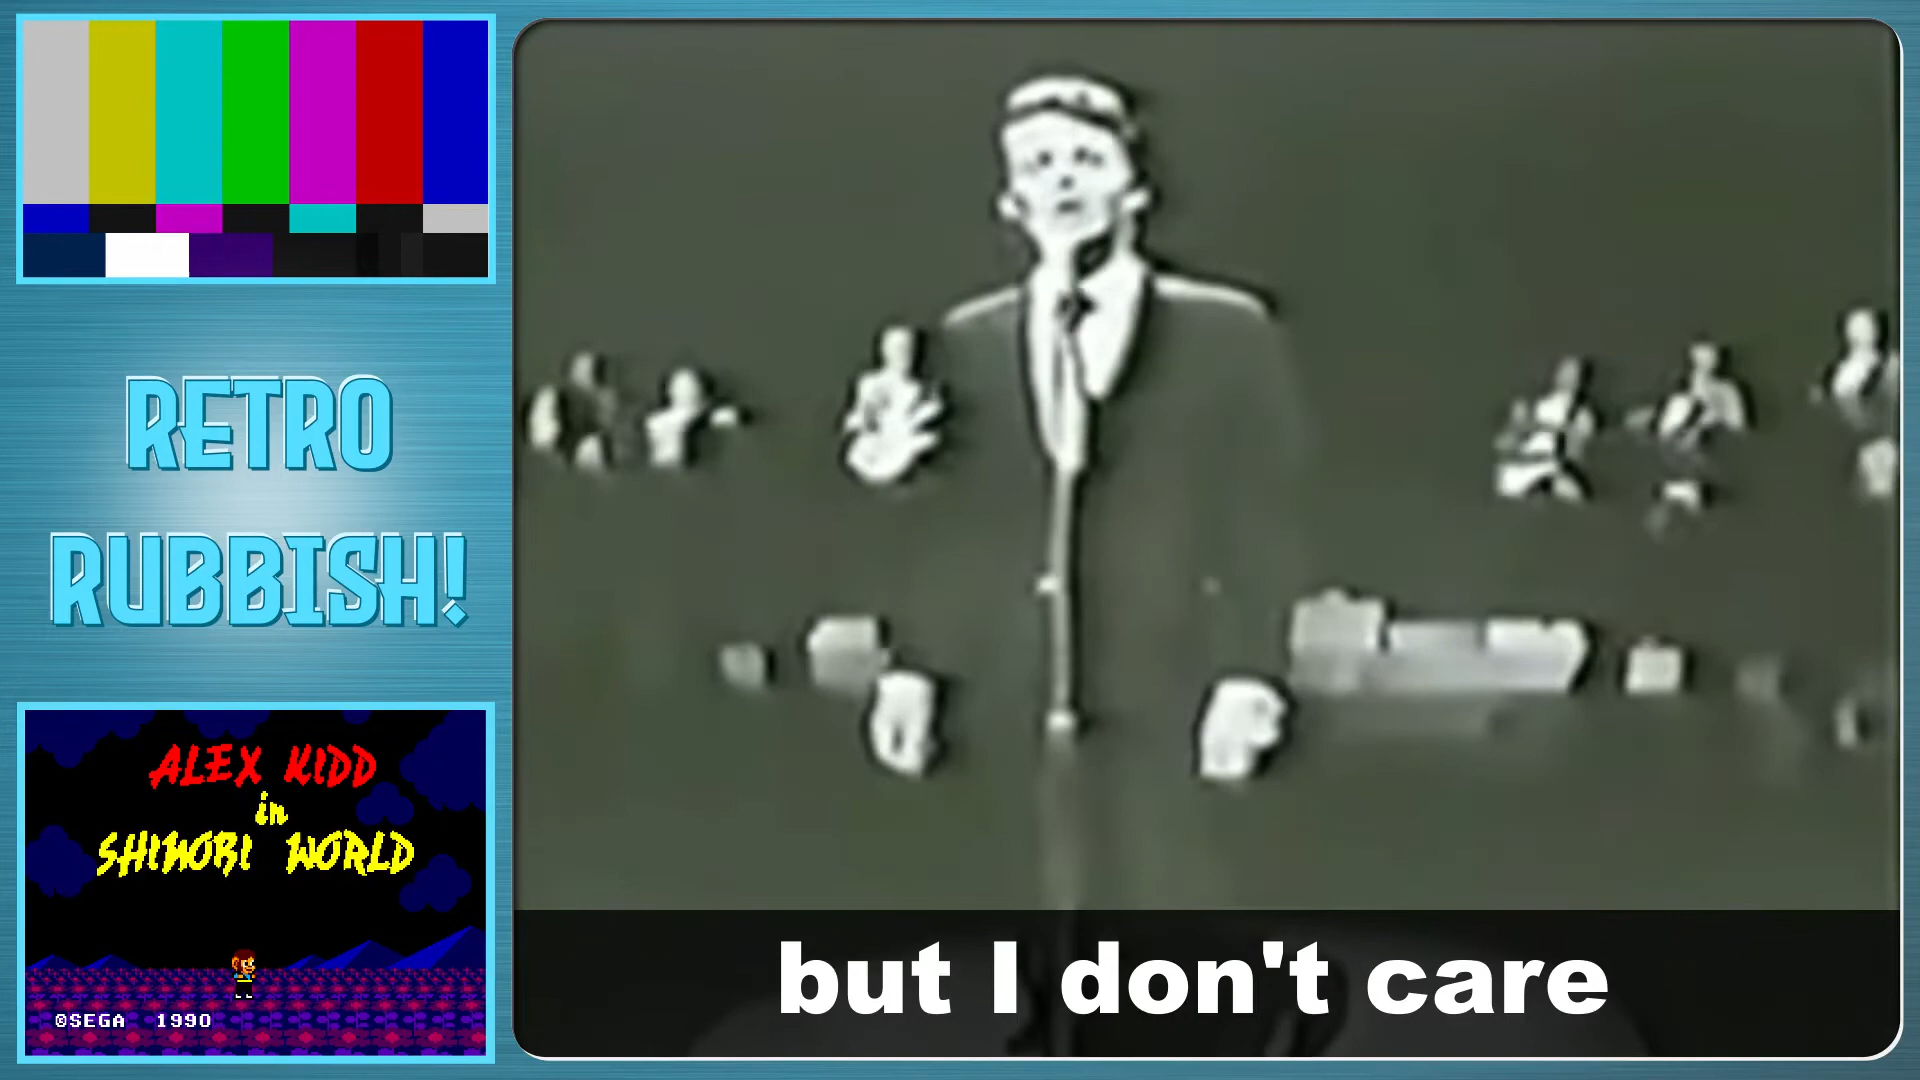 RETRO
RUBBISH!
ALEX KIDD
in
SHINOBI WORLD
©SEGA 1990
but I don't care